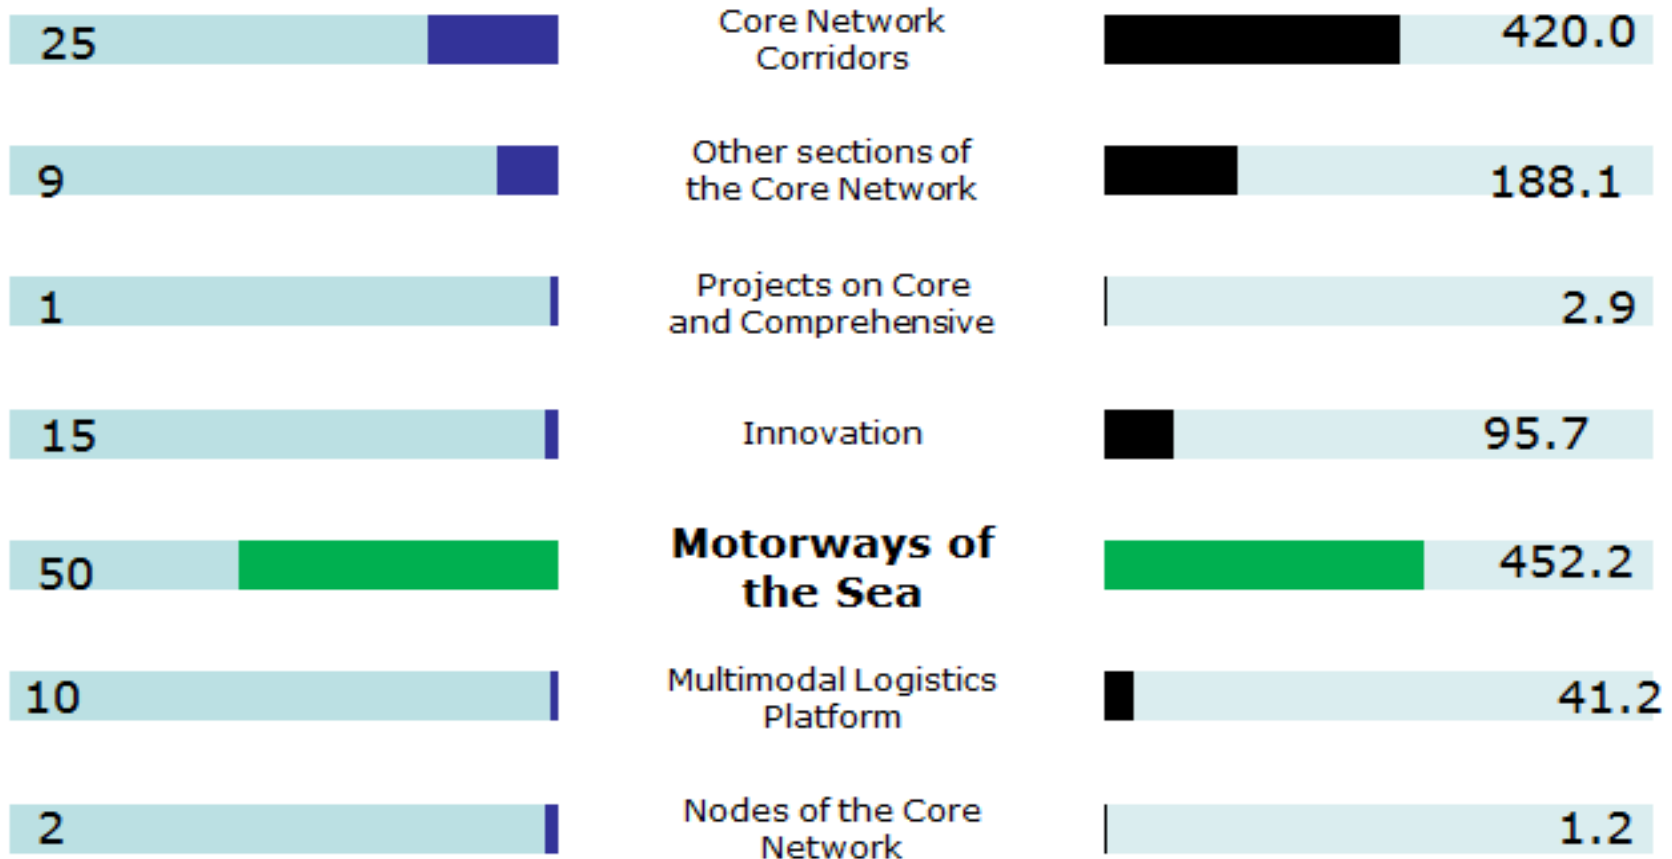 25
Core Network
Corridors
420.0
9
Other sections of
the Core Network
188.1
1
Projects on Core
and Comprehensive
2.9
15
Innovation
95.7
50
Motorways of
the Sea
452.2
10
Multimodal Logistics
Platform
41.2
2
Nodes of the Core
Network
1.2